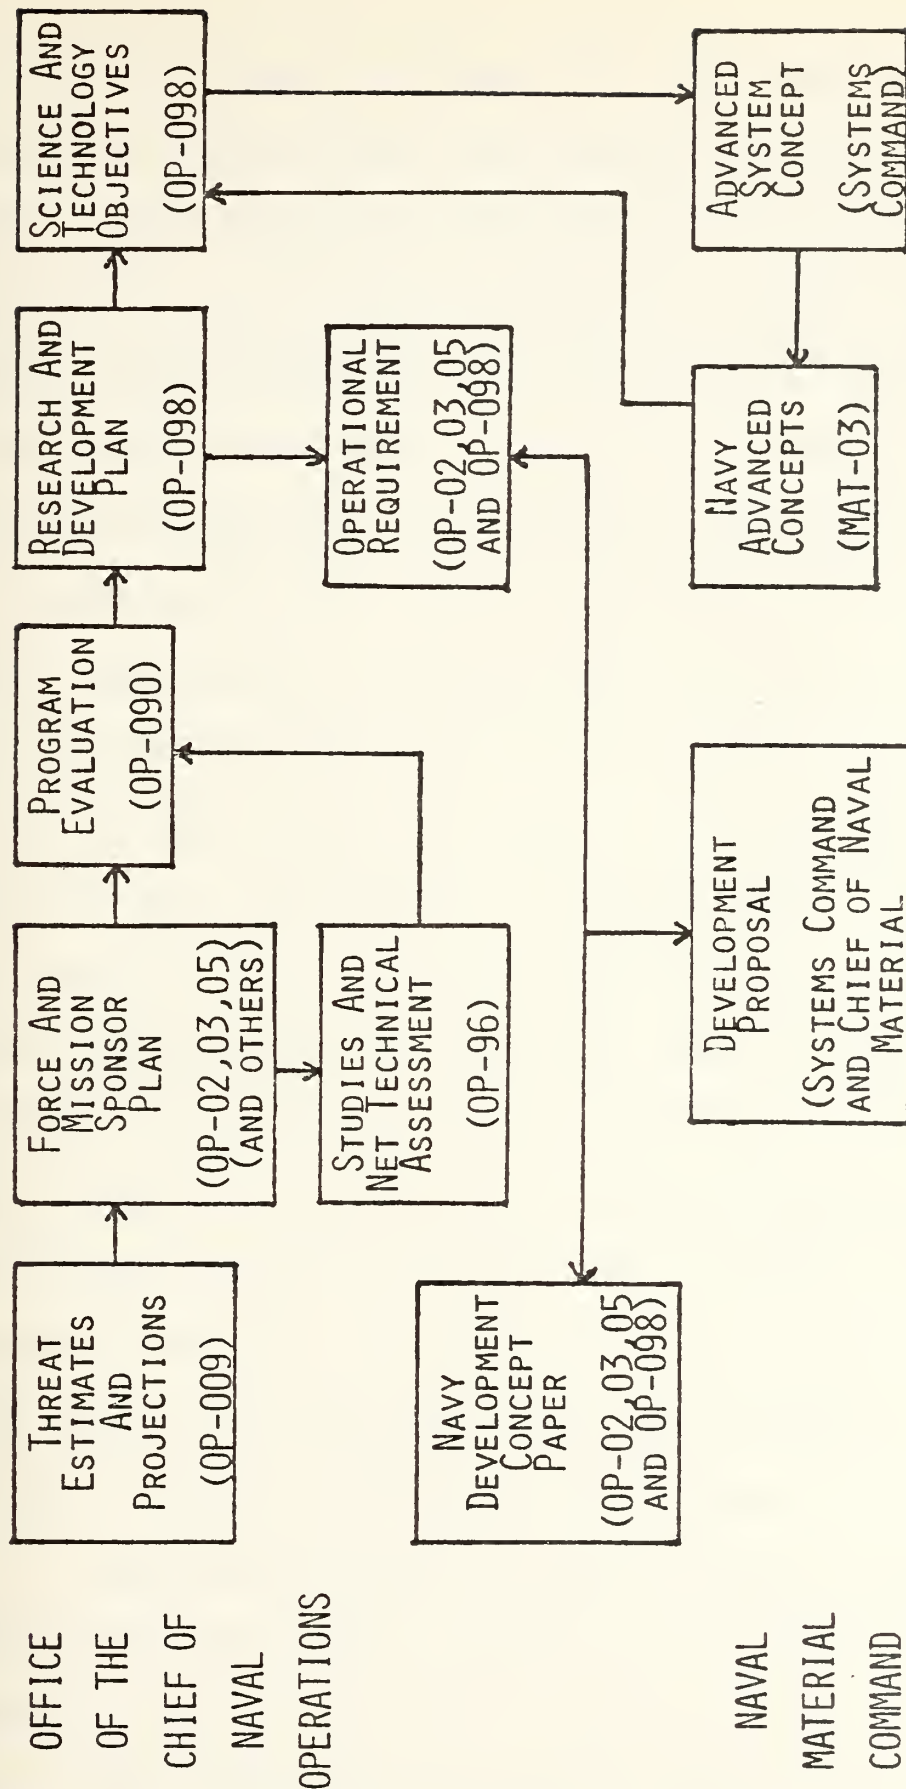 OFFICE
OF THE
CHIEF OF
NAVAL
OPERATIONS
THREAT
ESTIMATES
AND
PROJECTIONS
(OP-009)
FORCE AND
MISSION
SPONSOR
PLAN
(OP-02,03,05)
(AND OTHERS)
PROGRAM
EVALUATION
(OP-090)
RESEARCH AND
DEVELOPMENT
PLAN
(OP-098)
SCIENCE AND
TECHNOLOGY
OBJECTIVES
(OP-098)
STUDIES AND
NET TECHNICAL
ASSESSMENT
(OP-96)
OPERATIONAL
REQUIREMENT
(OP-02,03,05
AND OP-098)
NAVY
DEVELOPMENT
CONCEPT
PAPER
(OP-02,03,05
AND OP-098)
NAVAL
MATERIAL
COMMAND
DEVELOPMENT
PROPOSAL
(SYSTEMS COMMAND
AND CHIEF OF NAVAL
MATERIAL
NAVY
ADVANCED
CONCEPTS
(MAT-03)
ADVANCED
SYSTEM
CONCEPT
(SYSTEMS
COMMAND)